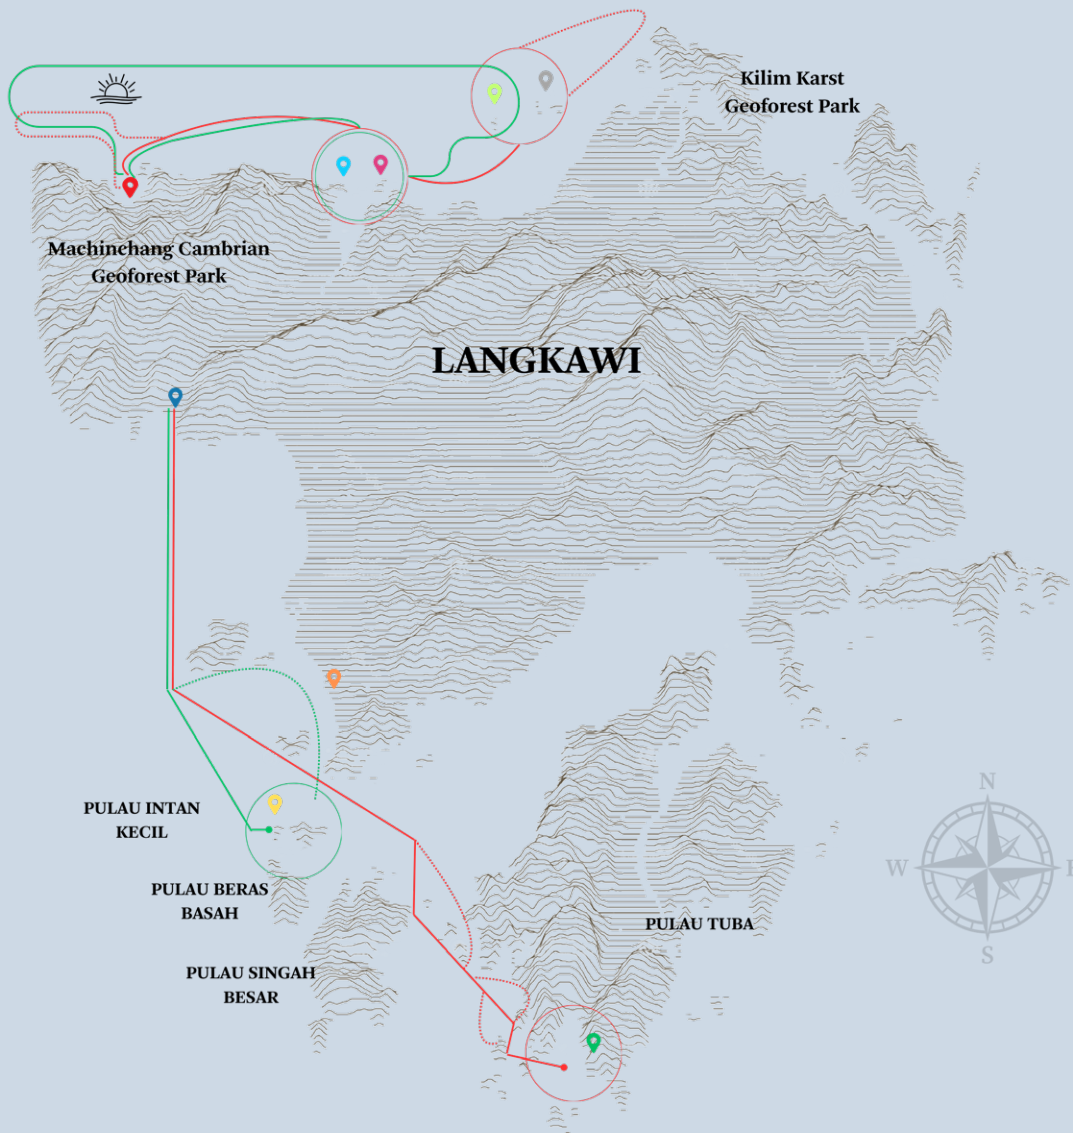 Kilim Karst
Geoforest Park
Machinchang Cambrian
Geoforest Park
LANGKAWI
PULAU INTAN
KECIL
PULAU BERAS
BASAH
PULAU SINGAH
BESAR
PULAU TUBA
N
W
E
S